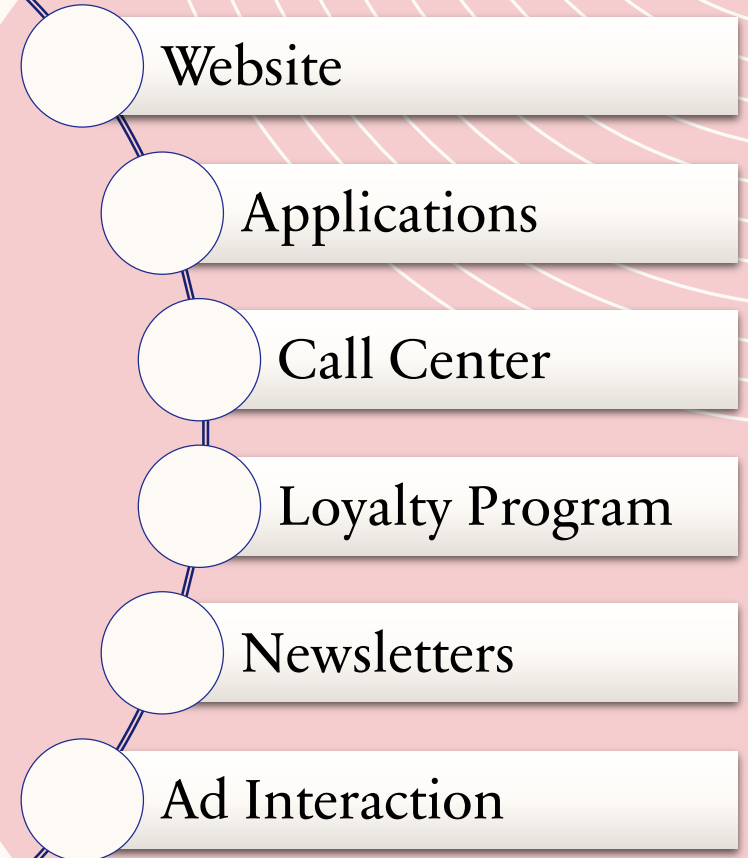 Website
Applications
Call Center
Loyalty Program
Newsletters
Ad Interaction